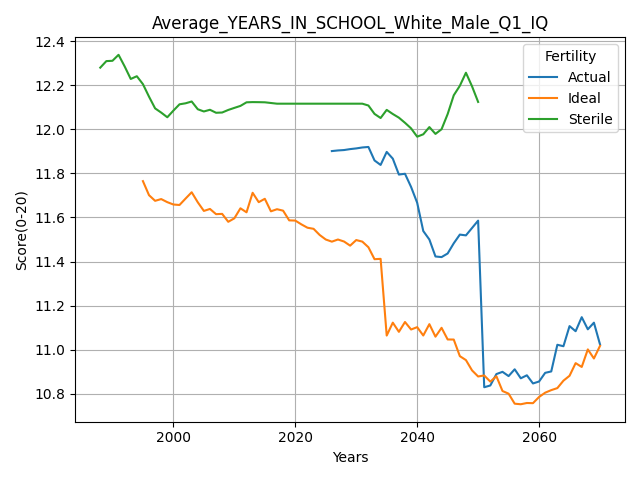 Average_YEARS_IN_SCHOOL_White_Male_Q1_IQ
Fertility
Actual
Ideal
Sterile
Score(0-20)
12.4
12.2
12.0
11.8
11.6
11.4
11.2
11.0
10.8
2000
2020
2040
2060
Years